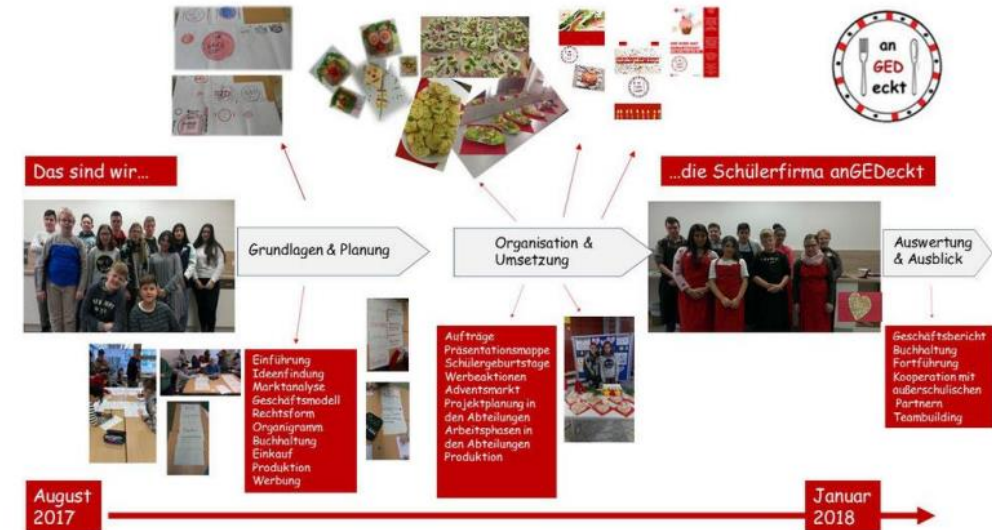 an
GED
eckt
Das sind wir...
...die Schülerfirma anGEDeckt
Grundlagen & Planung
Organisation &
Umsetzung
Auswertung
& Ausblick
Einführung
Ideenfindung
Marktanalyse
Geschäftsmodell
Rechtsform
Organigramm
Buchhaltung
Einkauf
Produktion
Werbung
Aufträge
Präsentationsmappe
Schülergeburtstage
Werbeaktionen
Adventsmarkt
Projektplanung in
den Abteilungen
Arbeitsphasen in
den Abteilungen
Produktion
Geschäftsbericht
Buchhaltung
Fortführung
Kooperation mit
außerschulischen
Partnern
Teambuilding
August
2017
Januar
2018